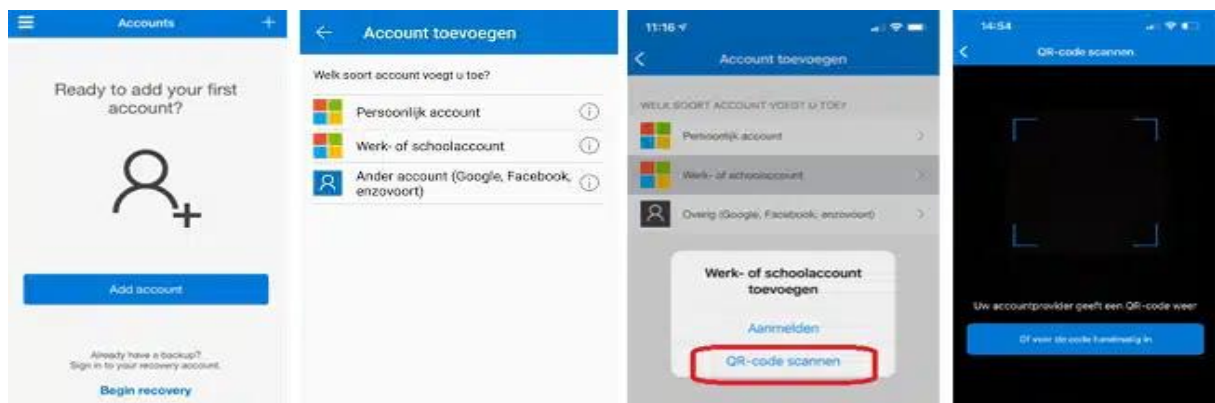 Accounts
+
Ready to add your first
account?
Add account
Already have a backup?
Sign in to your recovery account.
Begin recovery
Account toevoegen
Welk soort account voegt u toe?
Persoonlijk account
Werk- of schoolaccount
Ander account (Google, Facebook,
enzovoort)
11:16
Account toevoegen
WELK SOORT ACCOUNT VOEGT U TOE?
Persoonlijk account
Werk- of schoolaccount
Overig (Google, Facebook, enzovoort)
Werk- of schoolaccount
toevoegen
Aanmelden
QR-code scannen
14:54
QR-code scannen
Uw accountprovider geeft een QR-code weer
Of voer de code handmatig in